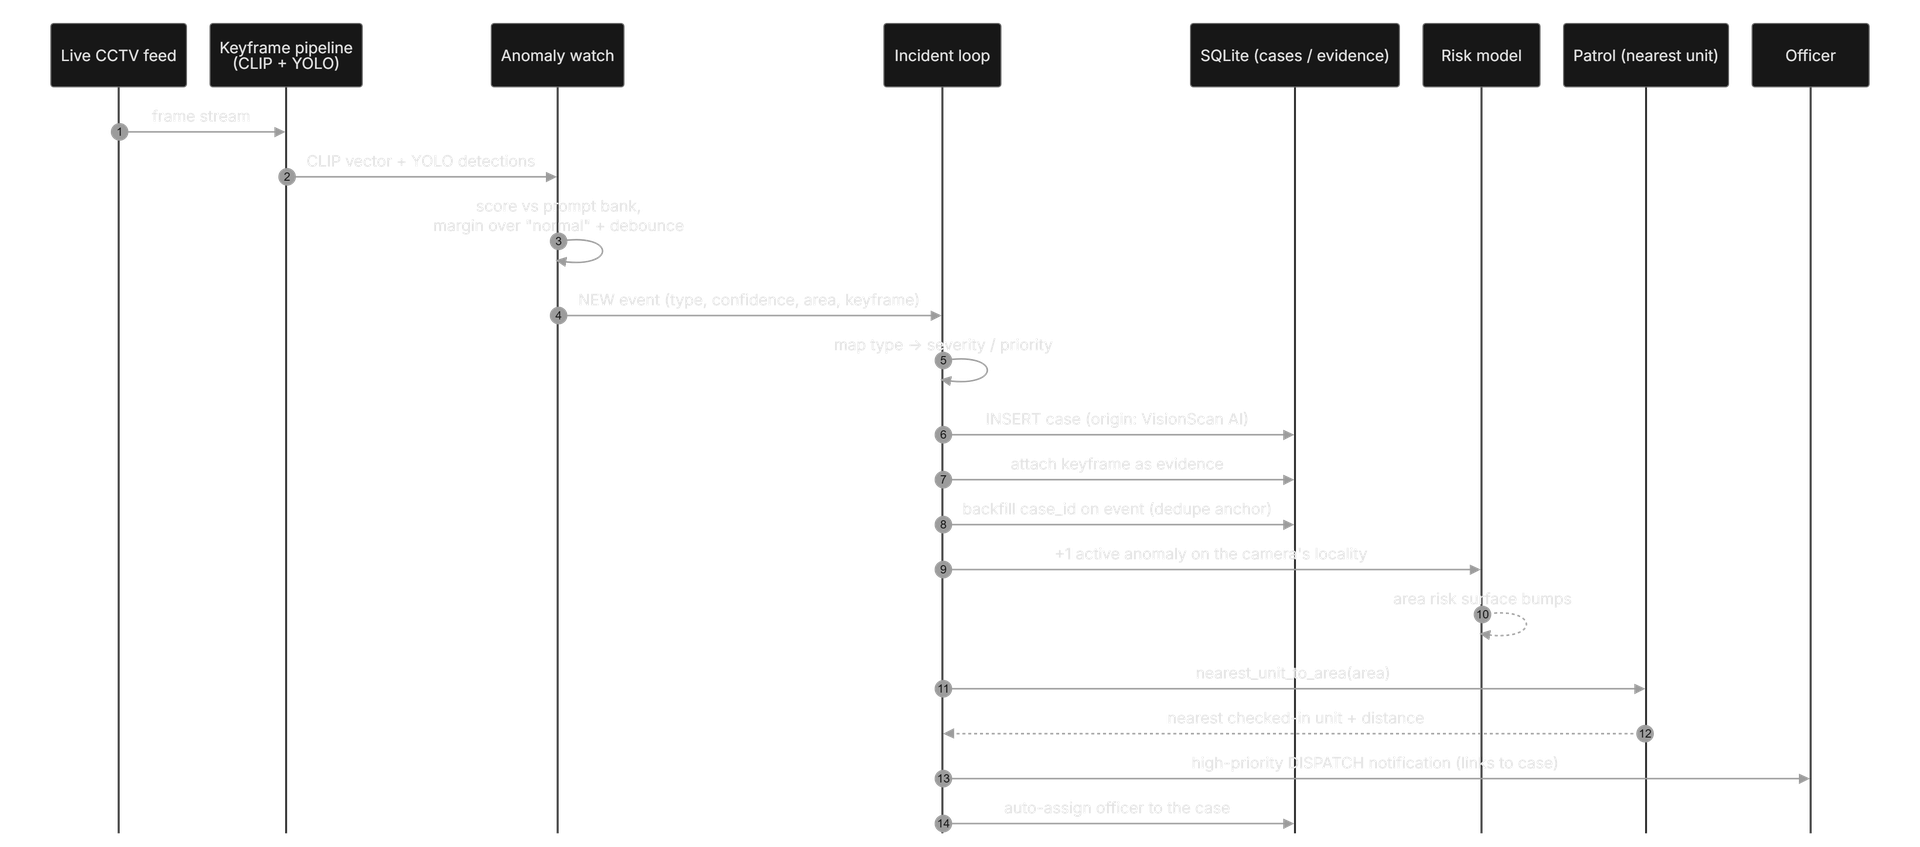 Live CCTV feed
Keyframe pipeline
(CLIP + YOLO)
Anomaly watch
Incident loop
SQLite (cases / evidence)
Risk model
Patrol (nearest unit)
Officer
1
frame stream
2
CLIP vector + YOLO detections
score vs prompt bank,
margin over "normal" + debounce
3
4
NEW event (type, confidence, area, keyframe)
map type → severity / priority
5
6
INSERT case (origin: VisionScan AI)
7
attach keyframe as evidence
8
backfill case_id on event (dedupe anchor)
9
+1 active anomaly on the camera's locality
area risk surface bumps
10
11
nearest_unit_to_area(area)
nearest checked-in unit + distance
12
13
high-priority DISPATCH notification (links to case)
14
auto-assign officer to the case